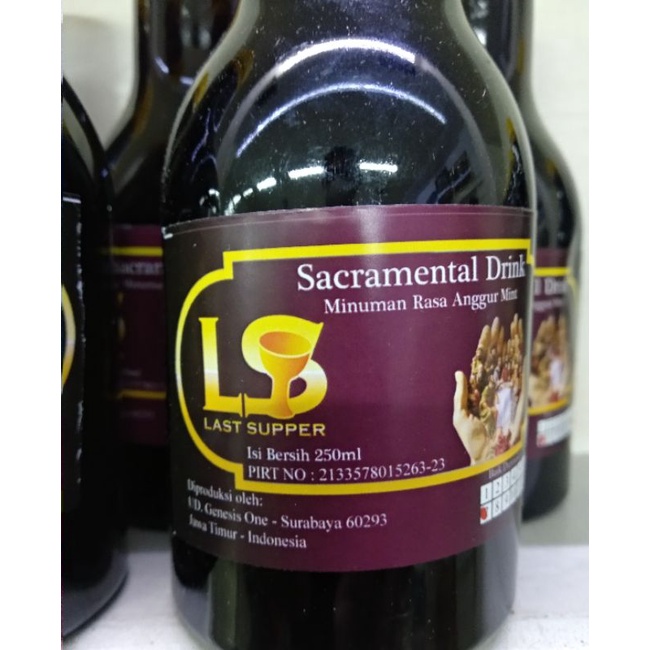 Sacramental Drink
Minuman Rasa Anggur Mint
LS
LAST SUPPER
Isi Bersih 250ml
PIRT NO : 2133578015263-23
Diproduksi oleh:
UD. Genesis One - Surabaya 60293
Jawa Timur - Indonesia